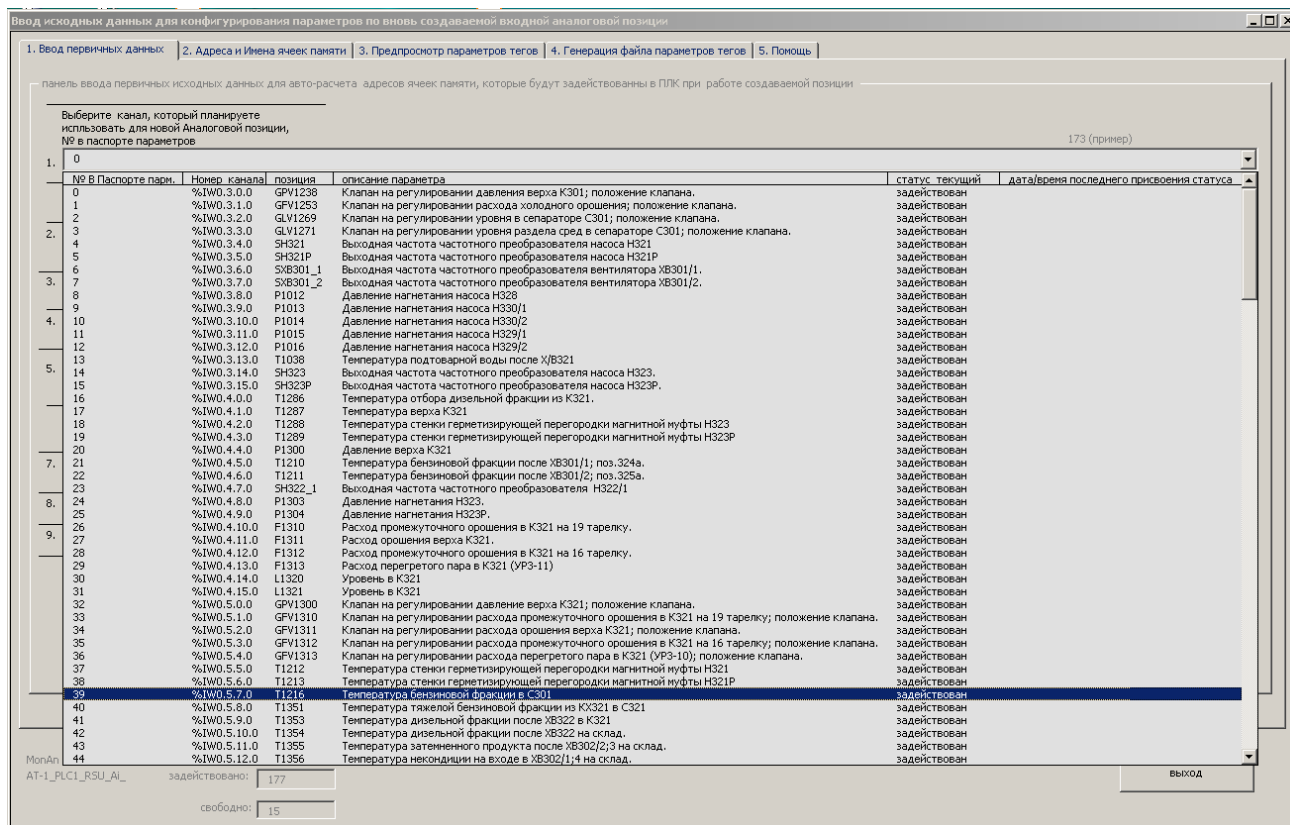 Ввод исходных данных для конфигурирования параметров по вновь создаваемой входной аналоговой позиции
1. Ввод первичных данных 2. Адреса и Имена ячеек памяти 3. Предпросмотр параметров тегов 4. Генерация файла параметров тегов 5. Помощь
панель ввода первичных исходных данных для авто-расчета адресов ячеек памяти, которые будут задействованны в ПЛК при работе создаваемой позиции
Выберите канал, который планируете
испльзовать для новой Аналоговой позиции,
№ в паспорте параметров 173 (пример)
1. 0
№ В Паспорте парм. Номер канала позиция описание параметра статус текущий дата/время последнего присвоения статуса
0 %IW0.3.0.0 GPV1238 Клапан на регулировании давления верха К301; положение клапана. задействован
1 %IW0.3.1.0 GFV1253 Клапан на регулировании расхода холодного орошения; положение клапана. задействован
2 %IW0.3.2.0 GLV1269 Клапан на регулировании уровня в сепараторе С301; положение клапана. задействован
3 %IW0.3.3.0 GLV1271 Клапан на регулировании уровня раздела сред в сепараторе С301; положение клапана. задействован
2.
4 %IW0.3.4.0 SH321 Выходная частота частотного преобразователя насоса Н321 задействован
5 %IW0.3.5.0 SH321P Выходная частота частотного преобразователя насоса Н321Р задействован
6 %IW0.3.6.0 SXB301_1 Выходная частота частотного преобразователя вентилятора ХВ301/1. задействован
7 %IW0.3.7.0 SXB301_2 Выходная частота частотного преобразователя вентилятора ХВ301/2. задействован
3.
8 %IW0.3.8.0 P1012 Давление нагнетания насоса Н328 задействован
9 %IW0.3.9.0 P1013 Давление нагнетания насоса Н330/1 задействован
10 %IW0.3.10.0 P1014 Давление нагнетания насоса Н330/2 задействован
4.
11 %IW0.3.11.0 P1015 Давление нагнетания насоса Н329/1 задействован
12 %IW0.3.12.0 P1016 Давление нагнетания насоса Н329/2 задействован
13 %IW0.3.13.0 T1038 Температура подтоварной воды после Х/В321 задействован
5.
14 %IW0.3.14.0 SH323 Выходная частота частотного преобразователя насоса Н323. задействован
15 %IW0.3.15.0 SH323P Выходная частота частотного преобразователя насоса Н323Р. задействован
16 %IW0.4.0.0 T1286 Температура отбора дизельной фракции из К321. задействован
17 %IW0.4.1.0 T1287 Температура верха К321 задействован
18 %IW0.4.2.0 T1288 Температура стенки герметизирующей перегородки магнитной муфты Н323 задействован
19 %IW0.4.3.0 T1289 Температура стенки герметизирующей перегородки магнитной муфты Н323Р задействован
20 %IW0.4.4.0 P1300 Давление верха К321 задействован
7.
21 %IW0.4.5.0 T1210 Температура бензиновой фракции после ХВ301/1; поз.324а. задействован
22 %IW0.4.6.0 T1211 Температура бензиновой фракции после ХВ301/2; поз.325а. задействован
23 %IW0.4.7.0 SH322_1 Выходная частота частотного преобразователя Н322/1 задействован
8.
24 %IW0.4.8.0 P1303 Давление нагнетания Н323. задействован
25 %IW0.4.9.0 P1304 Давление нагнетания Н323Р. задействован
26 %IW0.4.10.0 F1310 Расход промежуточного орошения в К321 на 19 тарелку. задействован
9.
27 %IW0.4.11.0 F1311 Расход орошения верха К321. задействован
28 %IW0.4.12.0 F1312 Расход промежуточного орошения в К321 на 16 тарелку. задействован
29 %IW0.4.13.0 F1313 Расход перегретого пара в К321 (УРЗ-11) задействован
30 %IW0.4.14.0 L1320 Уровень в К321 задействован
31 %IW0.4.15.0 L1321 Уровень в К321 задействован
32 %IW0.5.0.0 GPV1300 Клапан на регулировании давление верха К321; положение клапана. задействован
33 %IW0.5.1.0 GFV1310 Клапан на регулировании расхода промежуточного орошения в К321 на 19 тарелку; положение клапана. задействован
34 %IW0.5.2.0 GFV1311 Клапан на регулировании расхода орошения верха К321; положение клапана. задействован
35 %IW0.5.3.0 GFV1312 Клапан на регулировании расхода промежуточного орошения в К321 на 16 тарелку; положение клапана. задействован
36 %IW0.5.4.0 GFV1313 Клапан на регулировании расхода перегретого пара в К321 (УРЗ-10); положение клапана. задействован
37 %IW0.5.5.0 T1212 Температура стенки герметизирующей перегородки магнитной муфты Н321 задействован
38 %IW0.5.6.0 T1213 Температура стенки герметизирующей перегородки магнитной муфты Н321Р задействован
39 %IW0.5.7.0 T1216 Температура бензиновой фракции в С301 задействован
40 %IW0.5.8.0 T1351 Температура тяжелой бензиновой фракции из КХ321 в С321 задействован
41 %IW0.5.9.0 T1353 Температура дизельной фракции после ХВ322 в К321 задействован
42 %IW0.5.10.0 T1354 Температура дизельной фракции после ХВ322 на склад. задействован
43 %IW0.5.11.0 T1355 Температура затемненного продукта после ХВ302/2;3 на склад. задействован
44 %IW0.5.12.0 T1356 Температура некондиции на входе в ХВ302/1;4 на склад. задействован
MonAn
AT-1_PLC1_RSU_Ai_ задействовано: 177 выход
свободно: 15